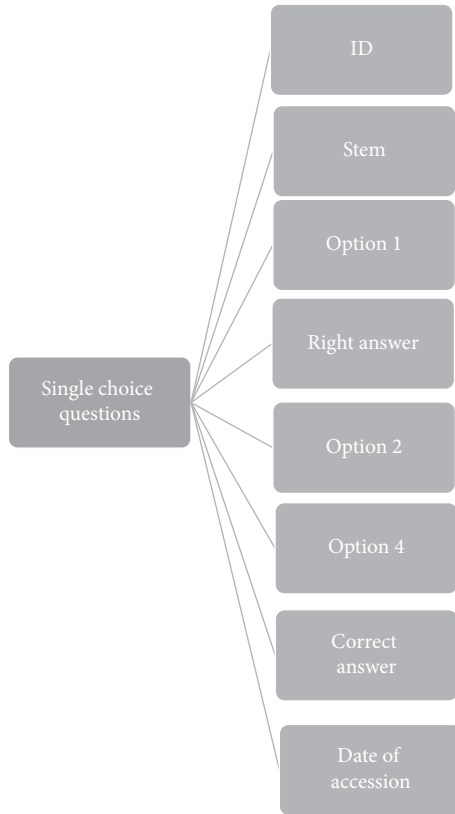 ID
Stem
Option 1
Right answer
Single choice
questions
Option 2
Option 4
Correct
answer
Date of
accession